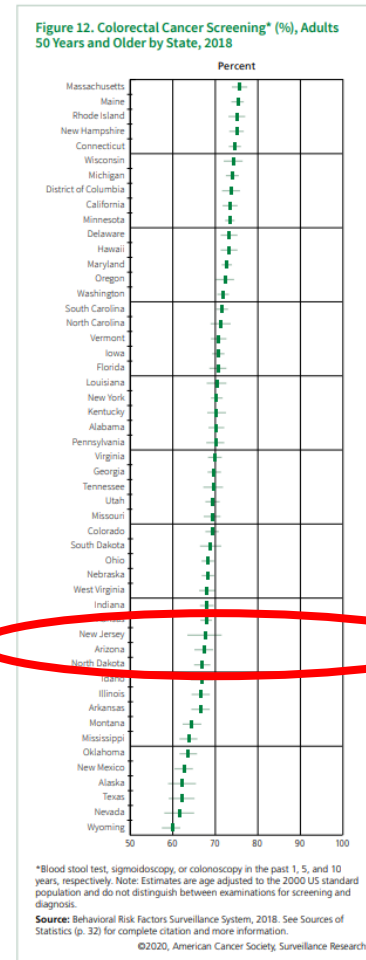 Figure 12. Colorectal Cancer Screening* (%), Adults
50 Years and Older by State, 2018
Percent
Massachusetts
Maine
Rhode Island
New Hampshire
Connecticut
Wisconsin
Michigan
District of Columbia
California
Minnesota
Delaware
Hawaii
Maryland
Oregon
Washington
South Carolina
North Carolina
Vermont
Iowa
Florida
Louisiana
New York
Kentucky
Alabama
Pennsylvania
Virginia
Georgia
Tennessee
Utah
Missouri
Colorado
South Dakota
Ohio
Nebraska
West Virginia
Indiana
New Jersey
Arizona
North Dakota
Idaho
Illinois
Arkansas
Montana
Mississippi
Oklahoma
New Mexico
Alaska
Texas
Nevada
Wyoming
50 60 70 80 90 100
*Blood stool test, sigmoidoscopy, or colonoscopy in the past 1, 5, and 10
years, respectively. Note: Estimates are age adjusted to the 2000 US standard
population and do not distinguish between examinations for screening and
diagnosis.
Source: Behavioral Risk Factors Surveillance System, 2018. See Sources of
Statistics (p. 32) for complete citation and more information.
©2020, American Cancer Society, Surveillance Research